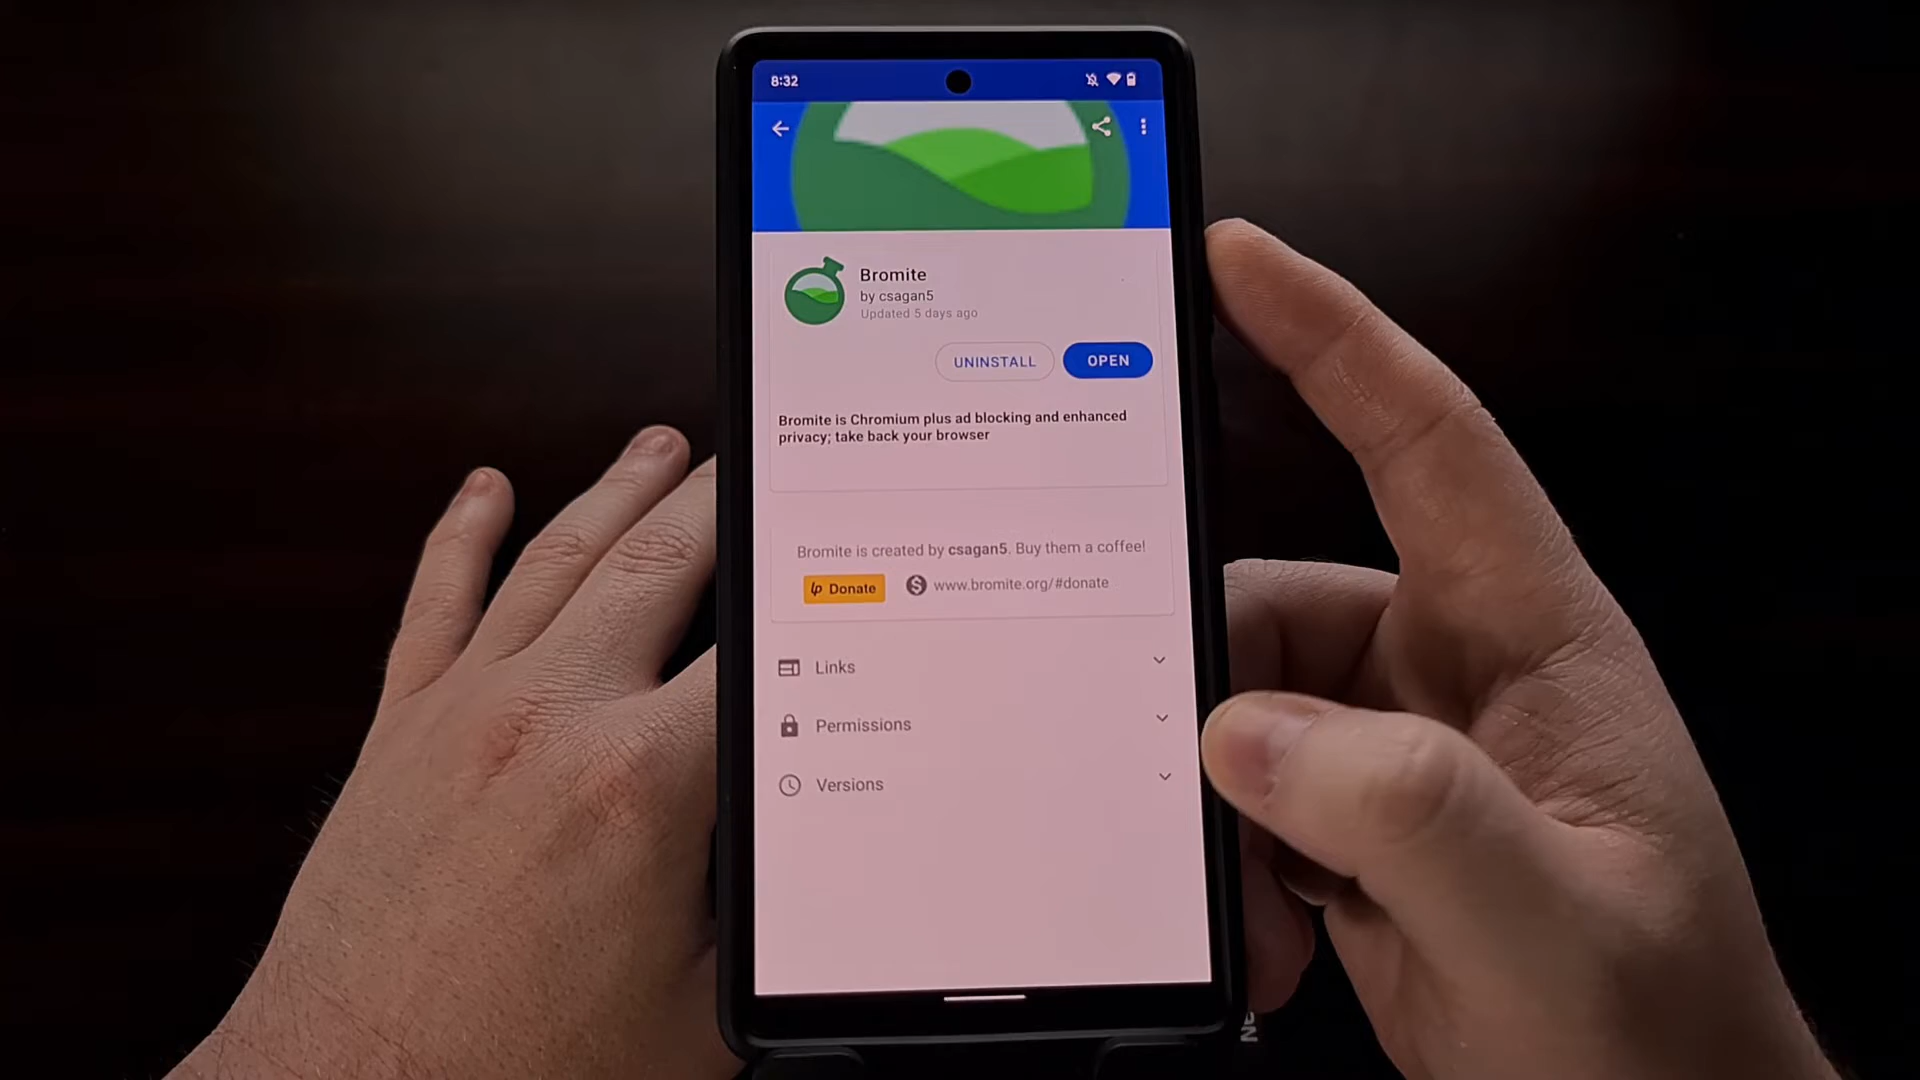 8:32
Bromite
by csagan5
Updated 5 days ago
UNINSTALL
OPEN
Bromite is Chromium plus ad blocking and enhanced
privacy; take back your browser
Bromite is created by csagan5. Buy them a coffee!
lp Donate
$ www.bromite.org/#donate
Links
Permissions
Versions